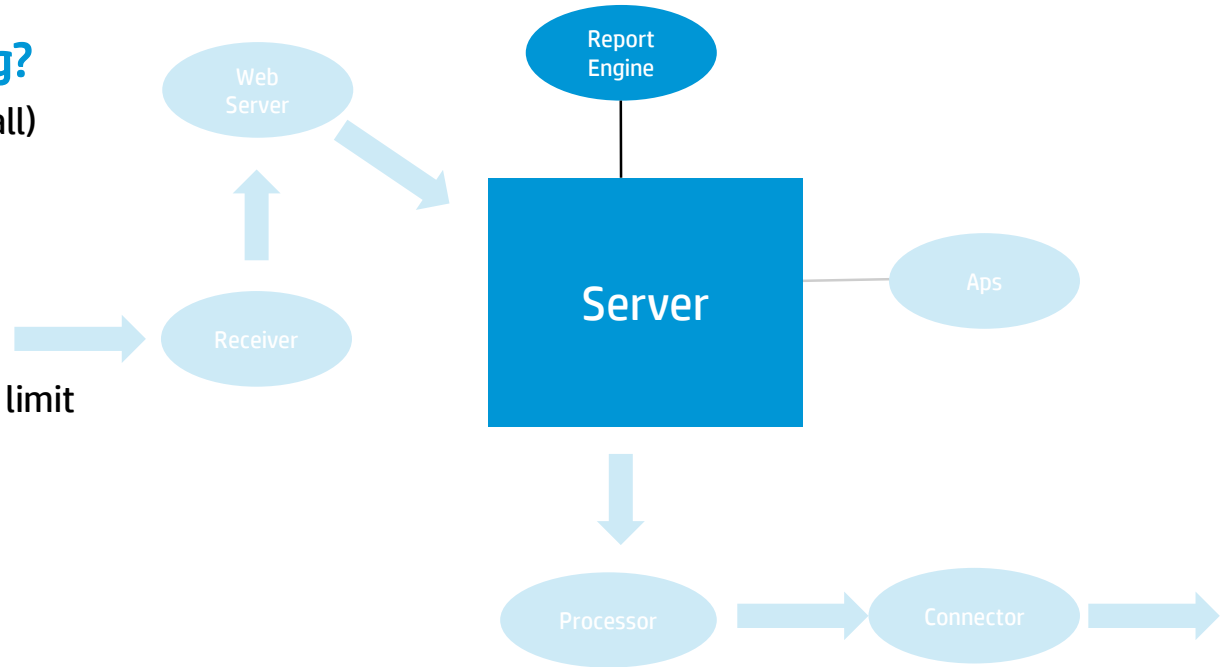 g?
all)
limit
Report
Engine
Web
Server
Server
Aps
Receiver
Processor
Connector